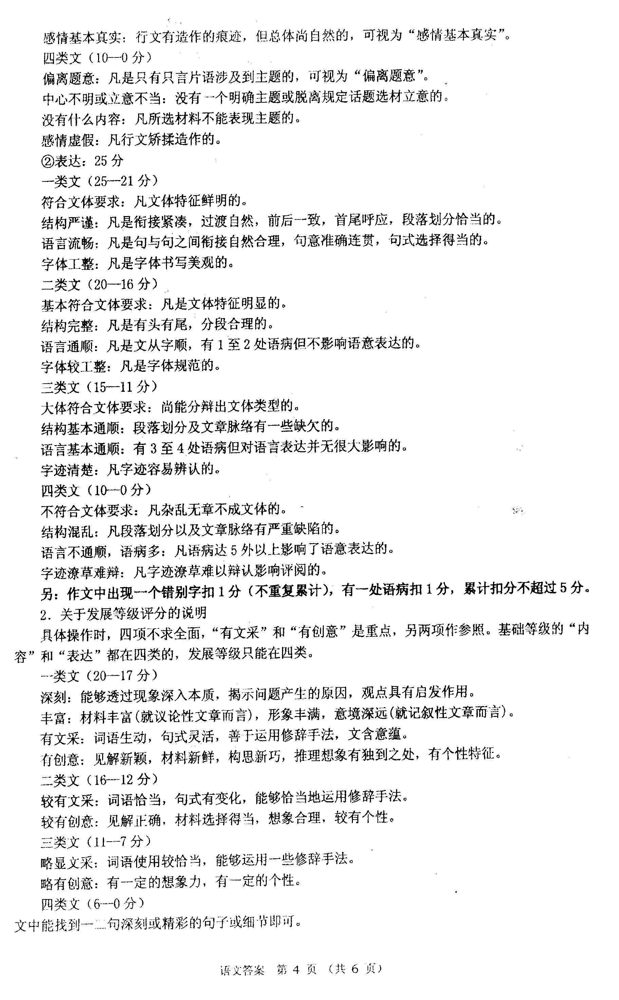 感情基本真实：行文有造作的痕迹，但总体尚自然的，可视为“感情基本真实”。
四类文（10—0 分）
偏离题意：凡是只有只言片语涉及到主题的，可视为“偏离题意”。
中心不明或立意不当：没有一个明确主题或脱离规定话题选材立意的。
没有什么内容：凡所选材料不能表现主题的。
感情虚假：凡行文矫揉造作的。
②表达：25 分
一类文（25—21 分）
符合文体要求：凡文体特征鲜明的。
结构严谨：凡是衔接紧凑，过渡自然，前后一致，首尾呼应，段落划分恰当的。
语言流畅：凡是句与句之间衔接自然合理，句意准确连贯，句式选择得当的。
字体工整：凡是字体书写美观的。
二类文（20—16 分）
基本符合文体要求：凡是文体特征明显的。
结构完整：凡是有头有尾，分段合理的。
语言通顺：凡是文从字顺，有 1 至 2 处语病但不影响语意表达的。
字体较工整：凡是字体规范的。
三类文（15—11 分）
大体符合文体要求：尚能分辩出文体类型的。
结构基本通顺：段落划分及文章脉络有一些缺欠的。
语言基本通顺：有 3 至 4 处语病但对语言表达并无很大影响的。
字迹清楚：凡字迹容易辨认的。
四类文（10—0 分）
不符合文体要求：凡杂乱无章不成文体的。
结构混乱：凡段落划分以及文章脉络有严重缺陷的。
语言不通顺，语病多：凡语病达 5 外以上影响了语意表达的。
字迹潦草难辩：凡字迹潦草难以辩认影响评阅的。
另：作文中出现一个错别字扣 1 分（不重复累计），有一处语病扣 1 分，累计扣分不超过 5 分。
2．关于发展等级评分的说明
具体操作时，四项不求全面，“有文采”和“有创意”是重点，另两项作参照。基础等级的“内
容”和“表达”都在四类的，发展等级只能在四类。
一类文（20—17 分）
深刻：能够透过现象深入本质，揭示问题产生的原因，观点具有启发作用。
丰富：材料丰富(就议论性文章而言)，形象丰满，意境深远(就记叙性文章而言)。
有文采：词语生动，句式灵活，善于运用修辞手法，文含意蕴。
有创意：见解新颖，材料新鲜，构思新巧，推理想象有独到之处，有个性特征。
二类文（16—12 分）
较有文采：词语恰当，句式有变化，能够恰当地运用修辞手法。
较有创意：见解正确，材料选择得当，想象合理，较有个性。
三类文（11—7 分）
略显文采：词语使用较恰当，能够运用一些修辞手法。
略有创意：有一定的想象力，有一定的个性。
四类文（6—0 分）
文中能找到一二句深刻或精彩的句子或细节即可。
语文答案 第 4 页 （共 6 页）